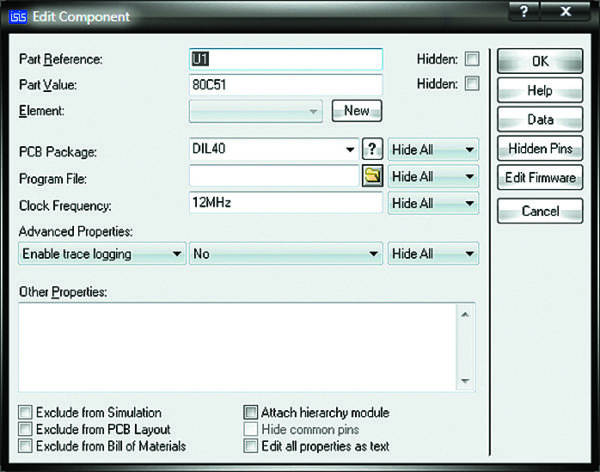 ISIS Edit Component ? X
Part Reference: U1 Hidden: OK
Part Value: 80C51 Hidden: Help
Element: New Data
PCB Package: DIL40 ? Hide All Hidden Pins
Program File: Hide All Edit Firmware
Clock Frequency: 12MHz Hide All Cancel
Advanced Properties:
Enable trace logging No Hide All
Other Properties:
Exclude from Simulation Attach hierarchy module
Exclude from PCB Layout Hide common pins
Exclude from Bill of Materials Edit all properties as text